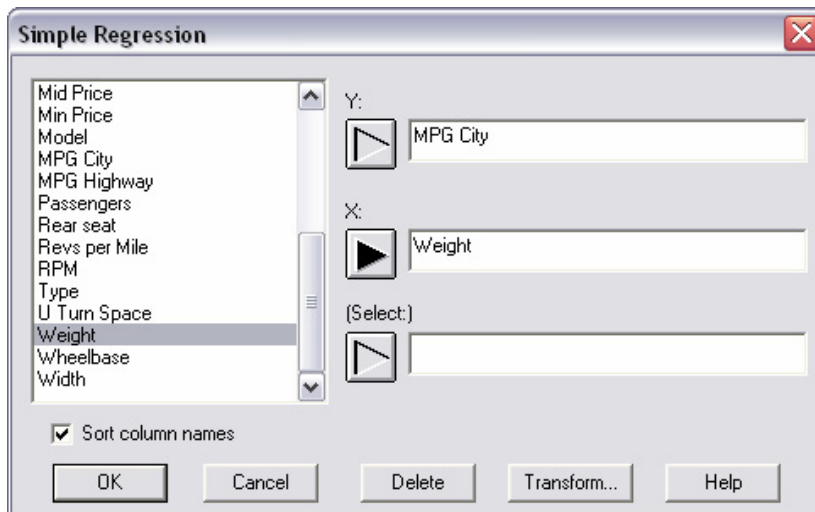 Simple Regression
Mid Price
Min Price
Model
MPG City
MPG Highway
Passengers
Rear seat
Revs per Mile
RPM
Type
U Turn Space
Weight
Wheelbase
Width
Y:
MPG City
X:
Weight
(Select:)
Sort column names
OK
Cancel
Delete
Transform...
Help